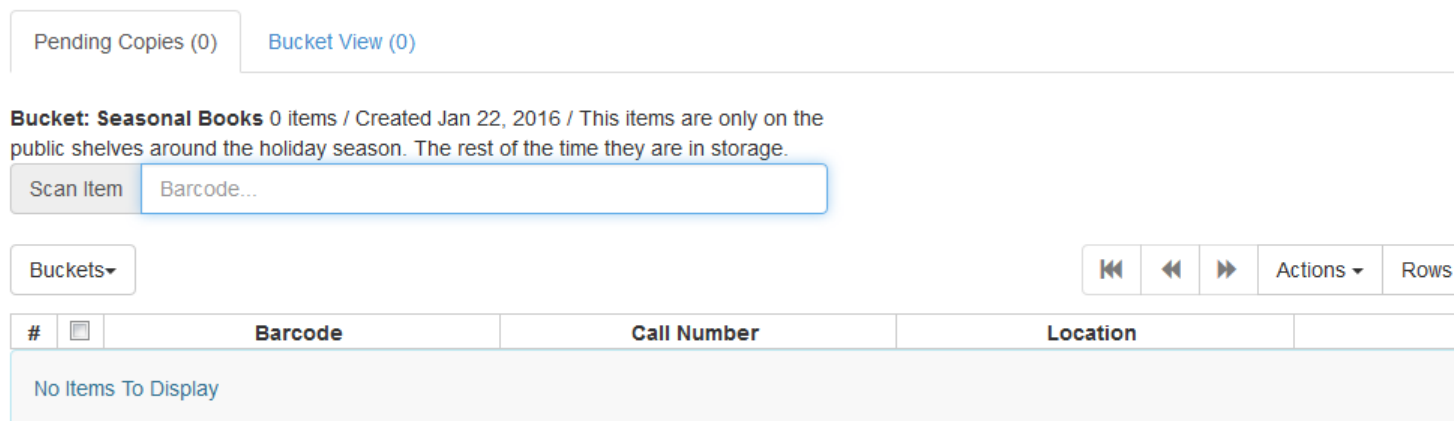 Pending Copies (0) Bucket View (0)
Bucket: Seasonal Books 0 items / Created Jan 22, 2016 / This items are only on the
public shelves around the holiday season. The rest of the time they are in storage.
Scan Item Barcode...
Buckets Actions Rows
# Barcode Call Number Location
No Items To Display